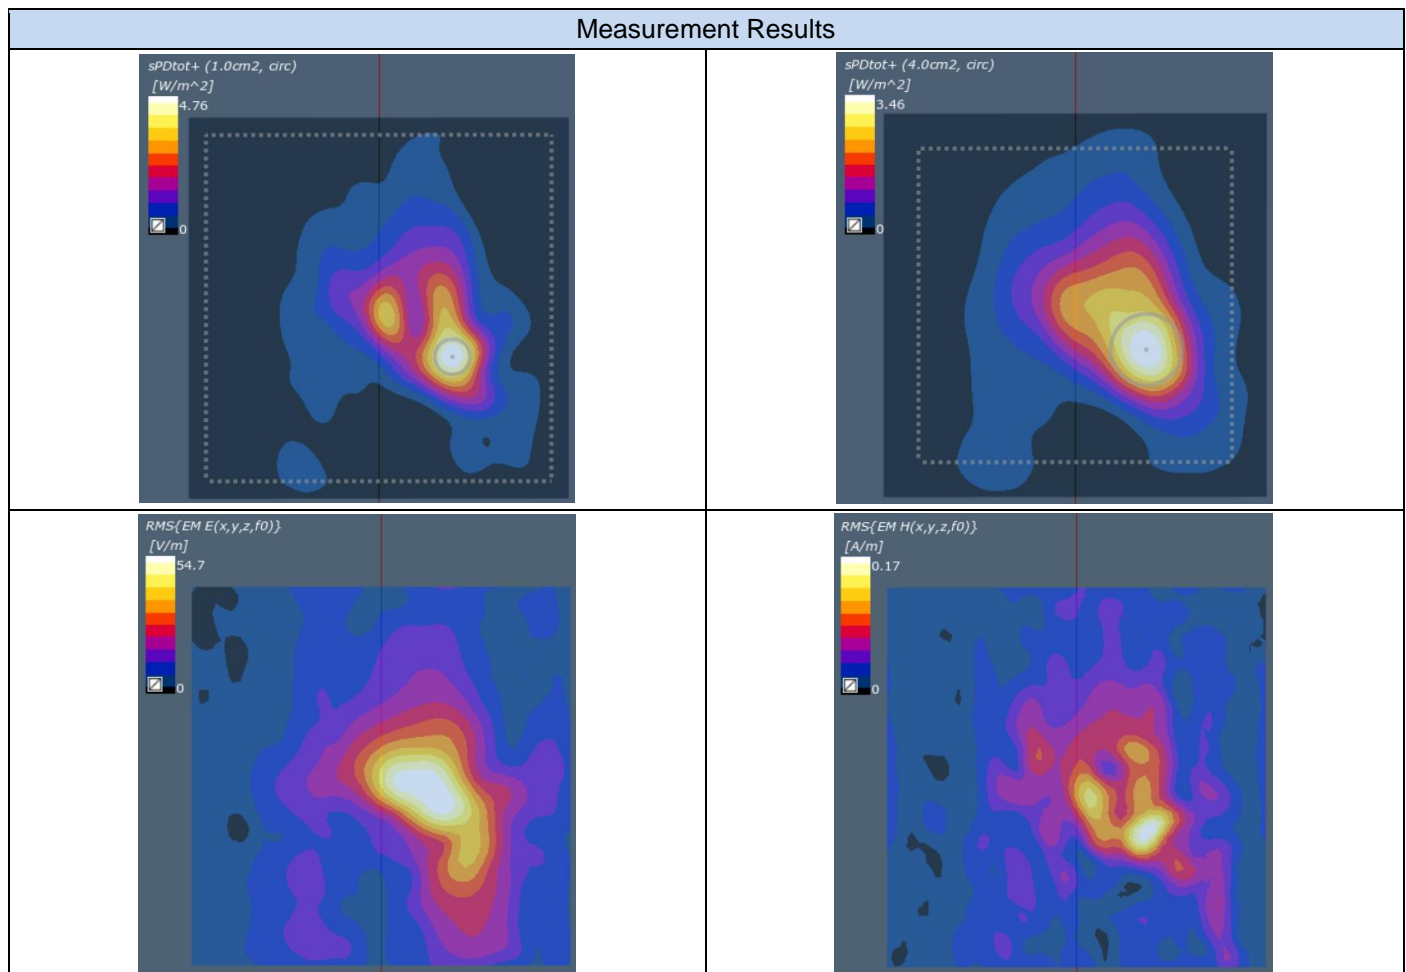 Measurement Results
sPDtot+ (1.0cm2, circ)
[W/m^2]
4.76
0
sPDtot+ (4.0cm2, circ)
[W/m^2]
3.46
0
RMS{EM E(x,y,z,f0)}
[V/m]
54.7
0
RMS{EM H(x,y,z,f0)}
[A/m]
0.17
0